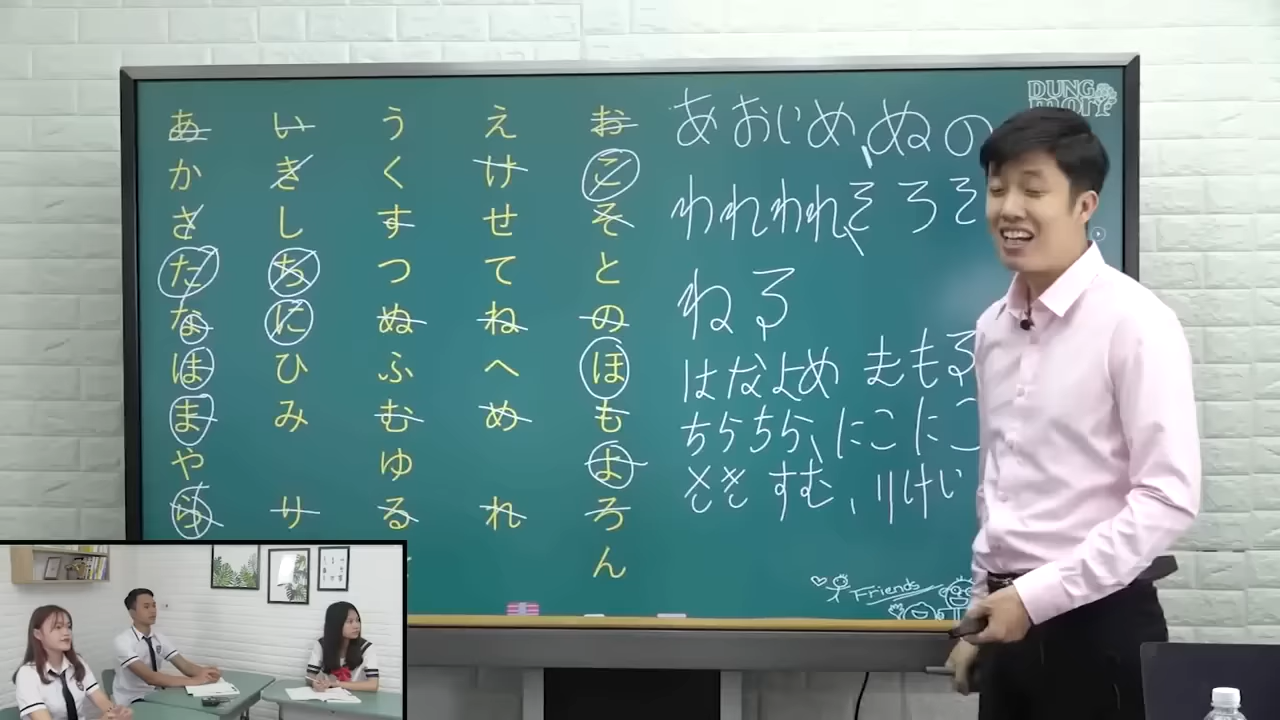 あ い う え お
か き く け こ
さ し す せ そ
た ち つ て と
な に ぬ ね の
は ひ ふ へ ほ
ま み む め も
や ゆ よ
ら り る れ ろ
ん
DUNG mori
あおいめ ぬの
われわれ そろそ
ねる
はな よめ まもる
ちらちら、にこ にこ
さき すむ、りけい
Friends